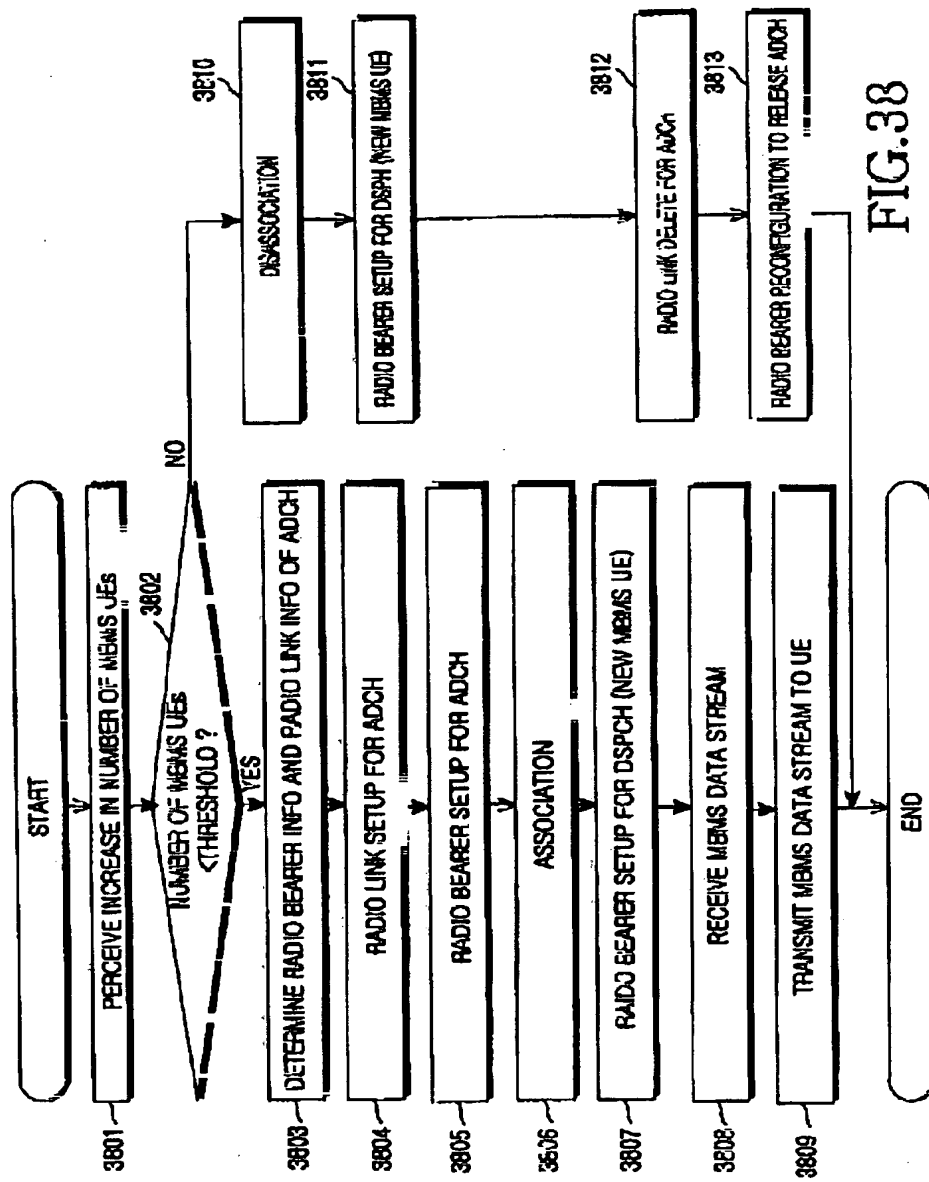 START
3801
PERCEIVE INCREASE IN NUMBER OF MBMS UEs
3802
NUMBER OF MBMS UEs
<THRESHOLD ?
NO
YES
3803
DETERMINE RADIO BEARER INFO AND RADIO LINK INFO OF ADCH
3804
RADIO LINK SETUP FOR ADCH
3805
RADIO BEARER SETUP FOR ADCH
3806
ASSOCIATION
3807
RAIDO BEARER SETUP FOR DSPCH (NEW MBMS UE)
3808
RECEIVE MBMS DATA STREAM
3809
TRANSMIT MBMS DATA STREAM TO UE
END
3810
DISASSOCIATION
3811
RADIO BEARER SETUP FOR DSPH (NEW MBMS UE)
3812
RADIO LINK DELETE FOR ADCh
3813
RADIO BEARER RECONFIGURATION TO RELEASE ADCH
FIG.38